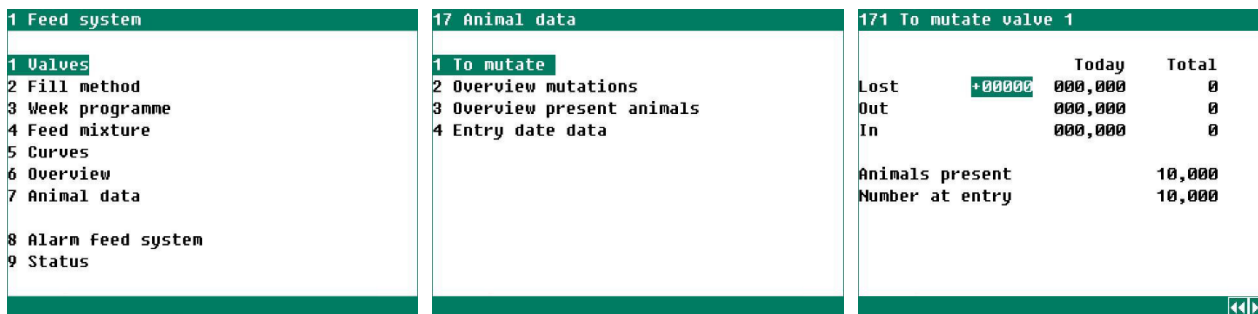 1 Feed system
1 Valves
2 Fill method
3 Week programme
4 Feed mixture
5 Curves
6 Overview
7 Animal data
8 Alarm feed system
9 Status
17 Animal data
1 To mutate
2 Overview mutations
3 Overview present animals
4 Entry date data
171 To mutate valve 1
Today Total
Lost +00000 000,000 0
Out 000,000 0
In 000,000 0
Animals present 10,000
Number at entry 10,000